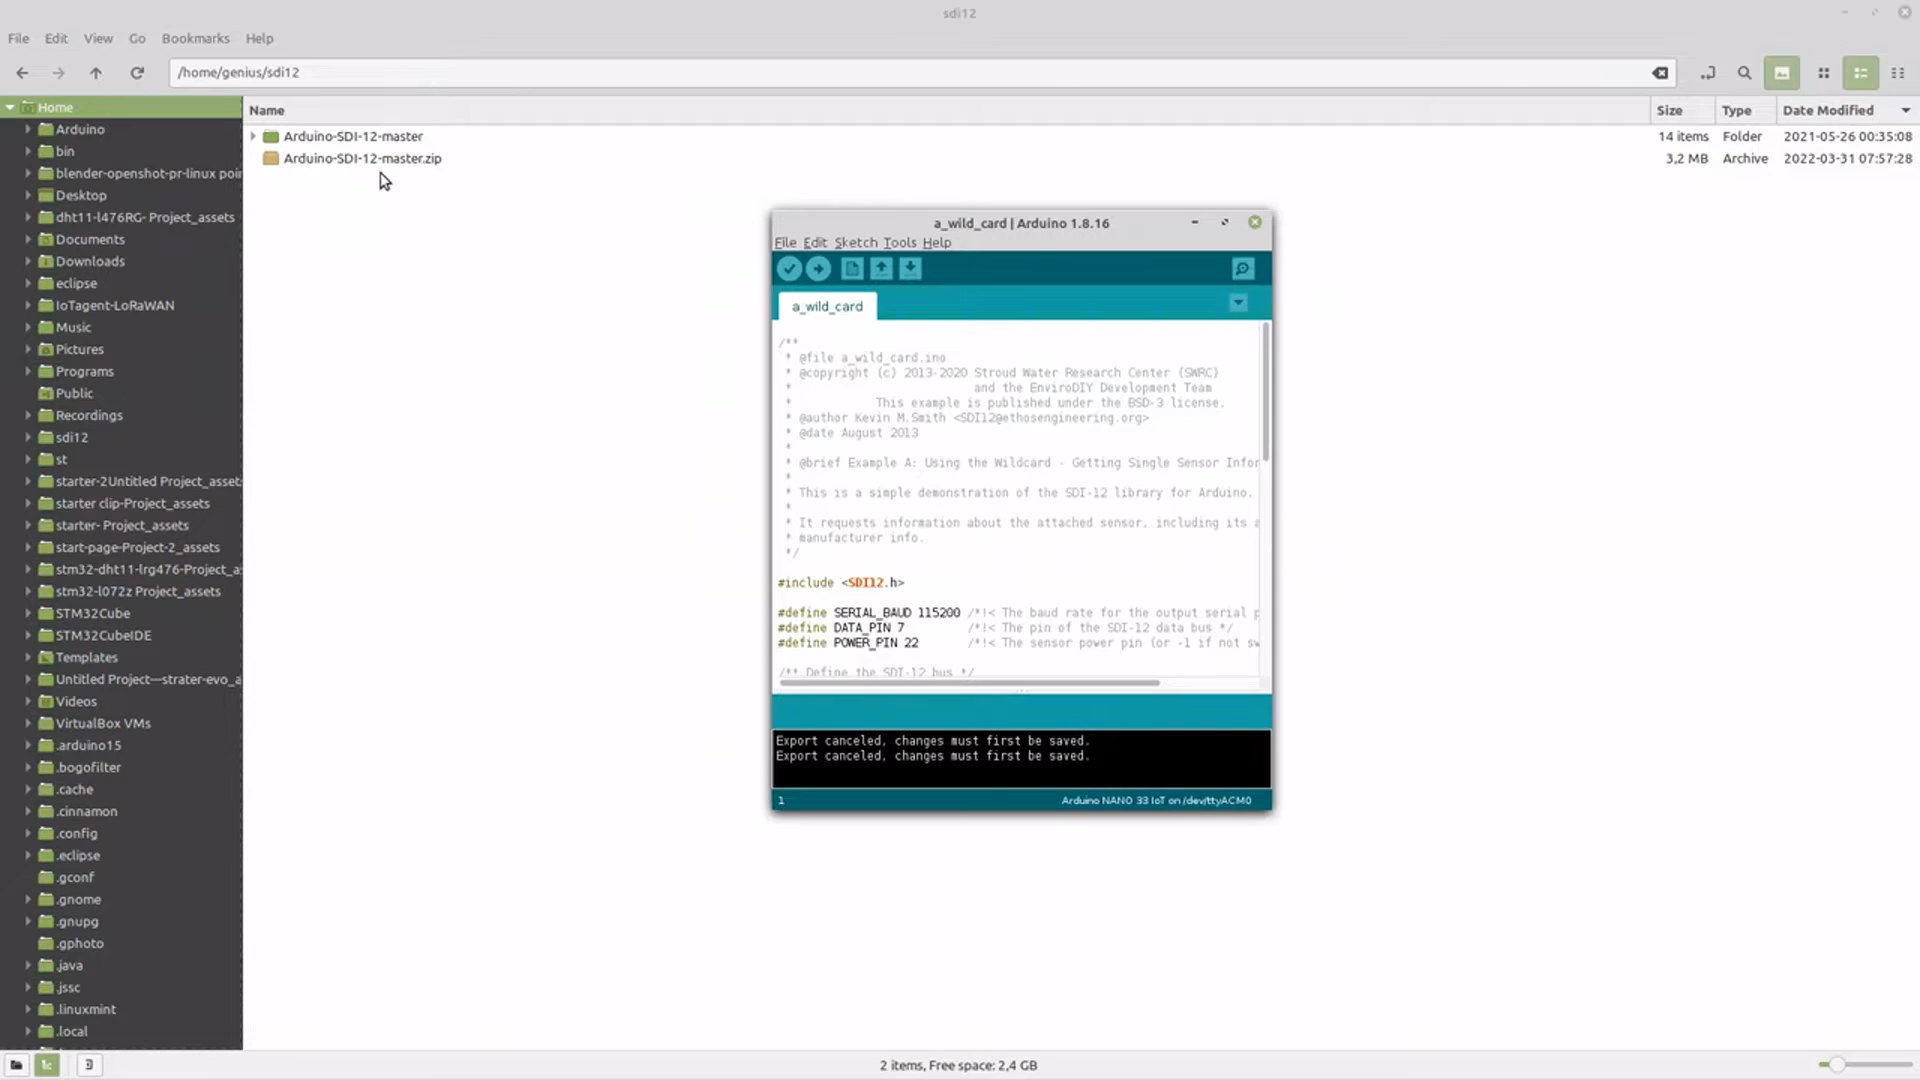 sdi12
File Edit View Go Bookmarks Help
/home/genius/sdi12
Home
Arduino
bin
blender-openshot-pr-linux poi
Desktop
dht11-l476RG- Project_assets
Documents
Downloads
eclipse
IoTagent-LoRaWAN
Music
Pictures
Programs
Public
Recordings
sdi12
st
starter-2Untitled Project_asset
starter clip-Project_assets
starter- Project_assets
start-page-Project-2_assets
stm32-dht11-lrg476-Project_a
stm32-l072z Project_assets
STM32Cube
STM32CubeIDE
Templates
Untitled Project—strater-evo_a
Videos
VirtualBox VMs
.arduino15
.bogofilter
.cache
.cinnamon
.config
.eclipse
.gconf
.gnome
.gnupg
.gphoto
.java
.jssc
.linuxmint
.local
Name Size Type Date Modified
Arduino-SDI-12-master 14 items Folder 2021-05-26 00:35:08
Arduino-SDI-12-master.zip 3,2 MB Archive 2022-03-31 07:57:28
a_wild_card | Arduino 1.8.16
File Edit Sketch Tools Help
a_wild_card
/**
* @file a_wild_card.ino
* @copyright (c) 2013-2020 Stroud Water Research Center (SWRC)
* and the EnviroDIY Development Team
* This example is published under the BSD-3 license.
* @author Kevin M.Smith <SDI12@ethosengineering.org>
* @date August 2013
*
* @brief Example A: Using the Wildcard - Getting Single Sensor Infor
*
* This is a simple demonstration of the SDI-12 library for Arduino.
*
* It requests information about the attached sensor, including its a
* manufacturer info.
*/
#include <SDI12.h>
#define SERIAL_BAUD 115200 /*!< The baud rate for the output serial p
#define DATA_PIN 7 /*!< The pin of the SDI-12 data bus */
#define POWER_PIN 22 /*!< The sensor power pin (or -1 if not sw
/** Define the SDI-12 bus */
Export canceled, changes must first be saved.
Export canceled, changes must first be saved.
1 Arduino NANO 33 IoT on /dev/ttyACM0
2 items, Free space: 2,4 GB